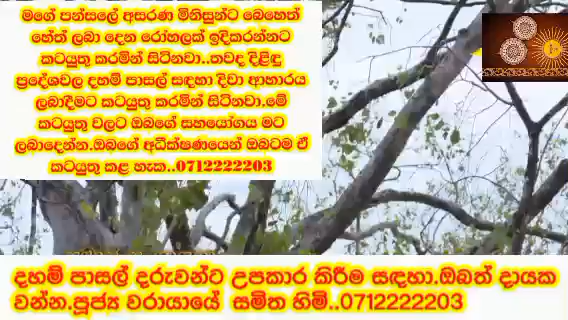 මගේ පන්සලේ අසරණ මිනිසුන්ට බෙහෙත්
හේත් ලබා දෙන රෝහලක් ඉදිකරන්නට
කටයුතු කරමින් සිටිනවා..තවද දිළිඳු
ප්‍රදේශවල දහම් පාසල් සඳහා දිවා ආහාරය
ලබාදීමට කටයුතු කරමින් සිටිනවා.මේ
කටයුතු වලට ඔබගේ සහයෝගය මට
ලබාදෙන්න.ඔබගේ අධීක්ෂණයෙන් ඔබටම ඒ
කටයුතු කළ හැක..0712222203
දහම් පාසල් දරුවන්ට උපකාර කිරීම සඳහා.ඔබත් දායක
වන්න.පූජ්‍ය වරායායේ සමිත හිමි..0712222203